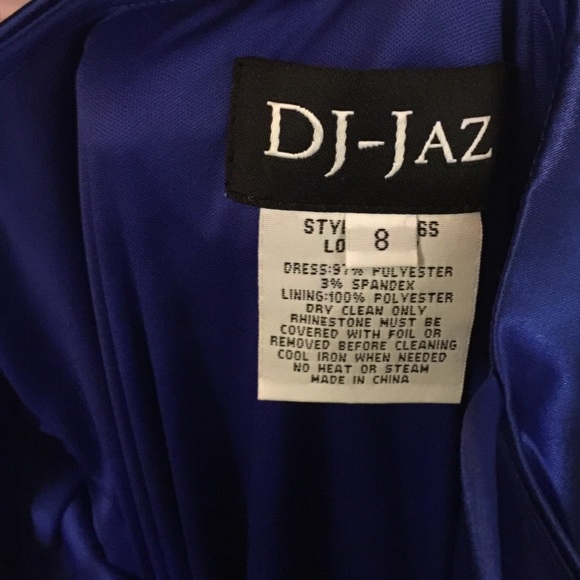 DJ-JAZ
8
DRESS:97% POLYESTER
3% SPANDEX
LINING:100% POLYESTER
DRY CLEAN ONLY
RHINESTONE MUST BE
COVERED WITH FOIL OR
REMOVED BEFORE CLEANING
COOL IRON WHEN NEEDED
NO HEAT OR STEAM
MADE IN CHINA